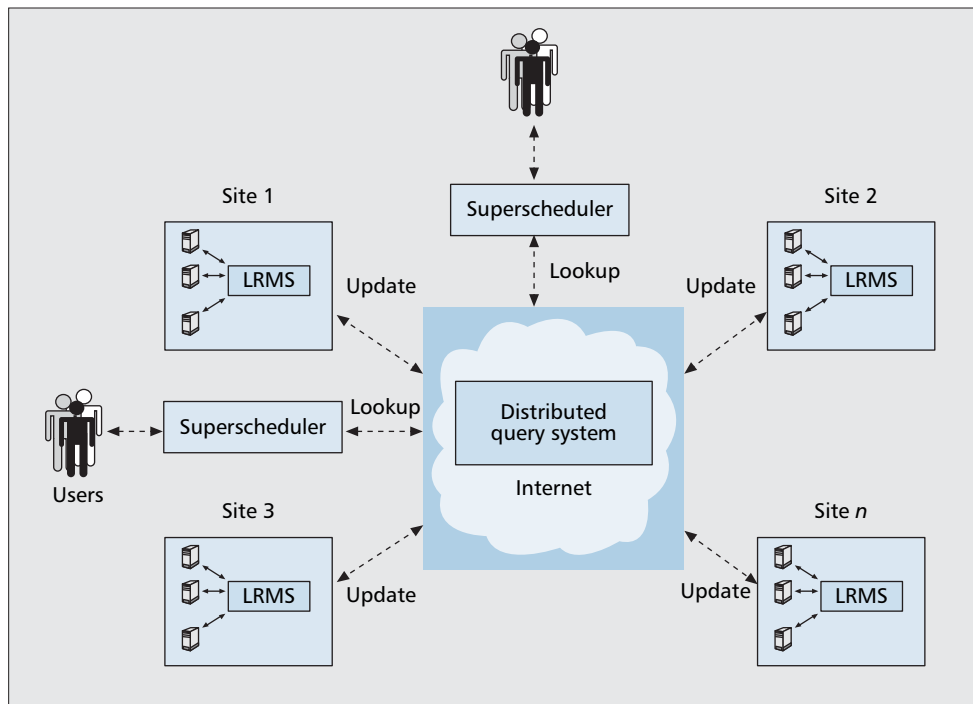 Superscheduler
Lookup
Site 1
LRMS
Update
Site 2
LRMS
Update
Superscheduler
Lookup
Users
Distributed
query system
Internet
Site 3
LRMS
Update
Site n
LRMS
Update